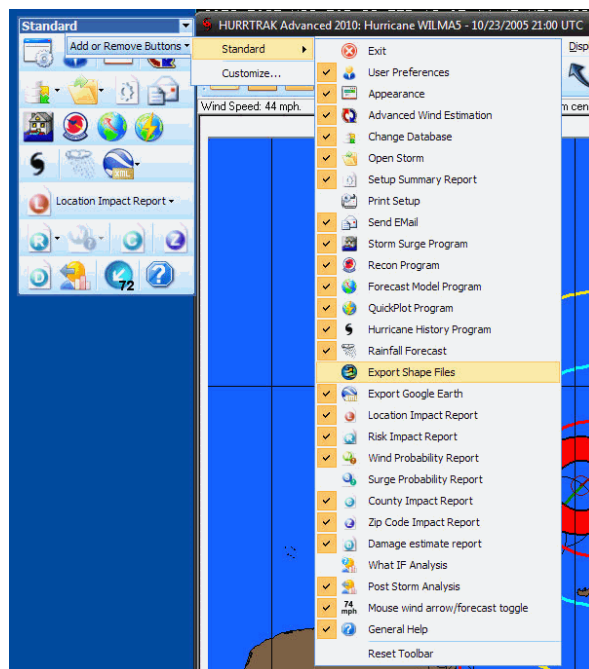 Standard
HURRTRAK Advanced 2010: Hurricane WILMA5 - 10/23/2005 21:00 UTC
Add or Remove Buttons
Standard
Customize...
Wind Speed: 44 mph.
Exit
User Preferences
Appearance
Advanced Wind Estimation
Change Database
Open Storm
Setup Summary Report
Print Setup
Send EMail
Storm Surge Program
Recon Program
Forecast Model Program
QuickPlot Program
Hurricane History Program
Rainfall Forecast
Export Shape Files
Export Google Earth
Location Impact Report
Risk Impact Report
Wind Probability Report
Surge Probability Report
County Impact Report
Zip Code Impact Report
Damage estimate report
What IF Analysis
Post Storm Analysis
74 mph Mouse wind arrow/forecast toggle
General Help
Reset Toolbar
XML
L Location Impact Report
R C Z
D 72